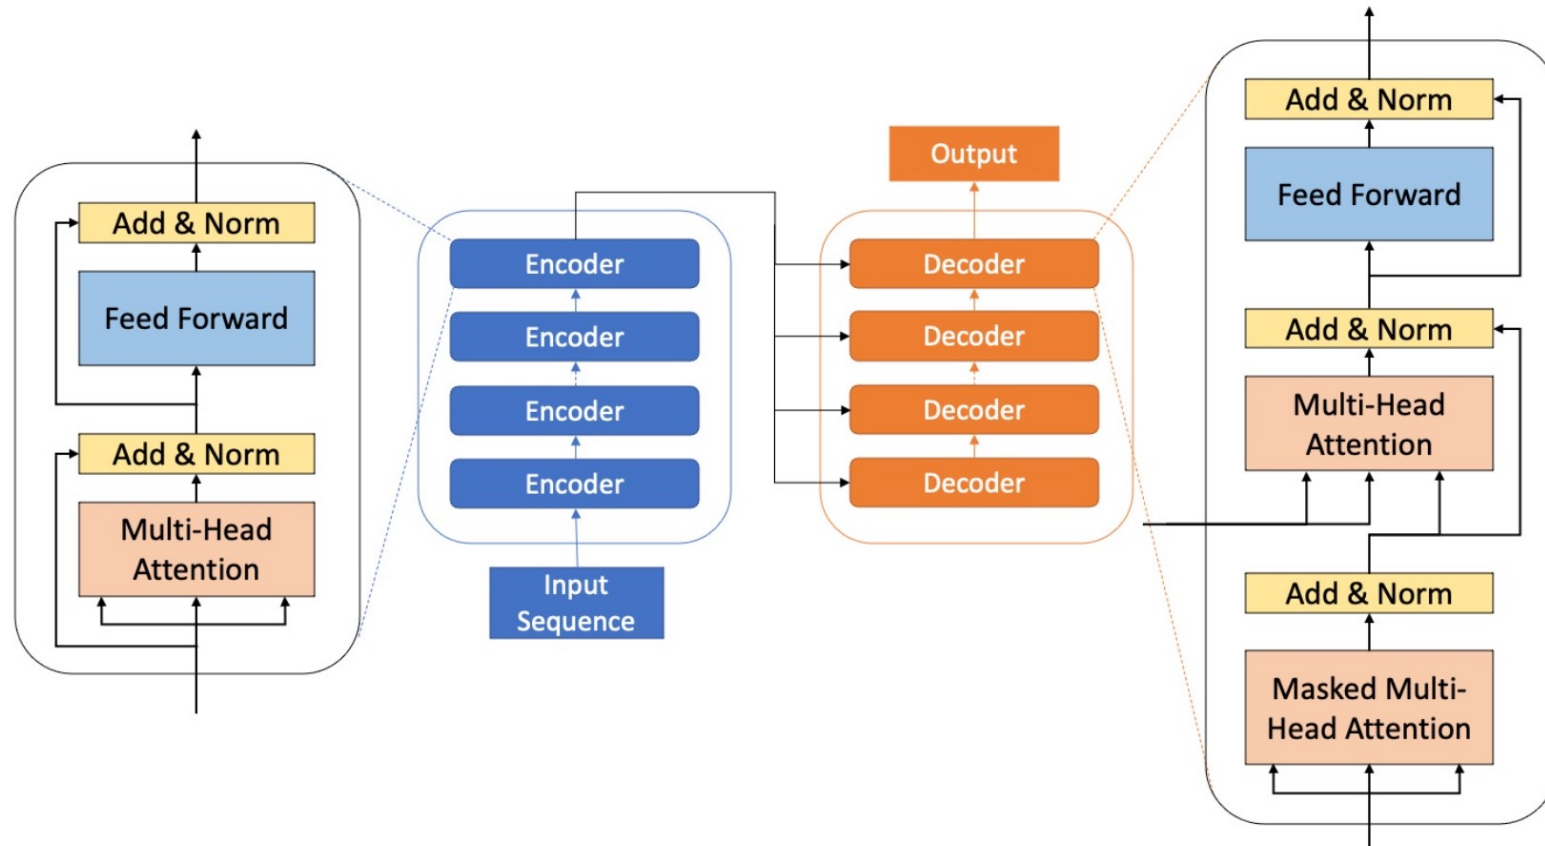 Add & Norm
Feed Forward
Add & Norm
Multi-Head
Attention
Encoder
Encoder
Encoder
Encoder
Input
Sequence
Output
Decoder
Decoder
Decoder
Decoder
Add & Norm
Feed Forward
Add & Norm
Multi-Head
Attention
Add & Norm
Masked Multi-
Head Attention